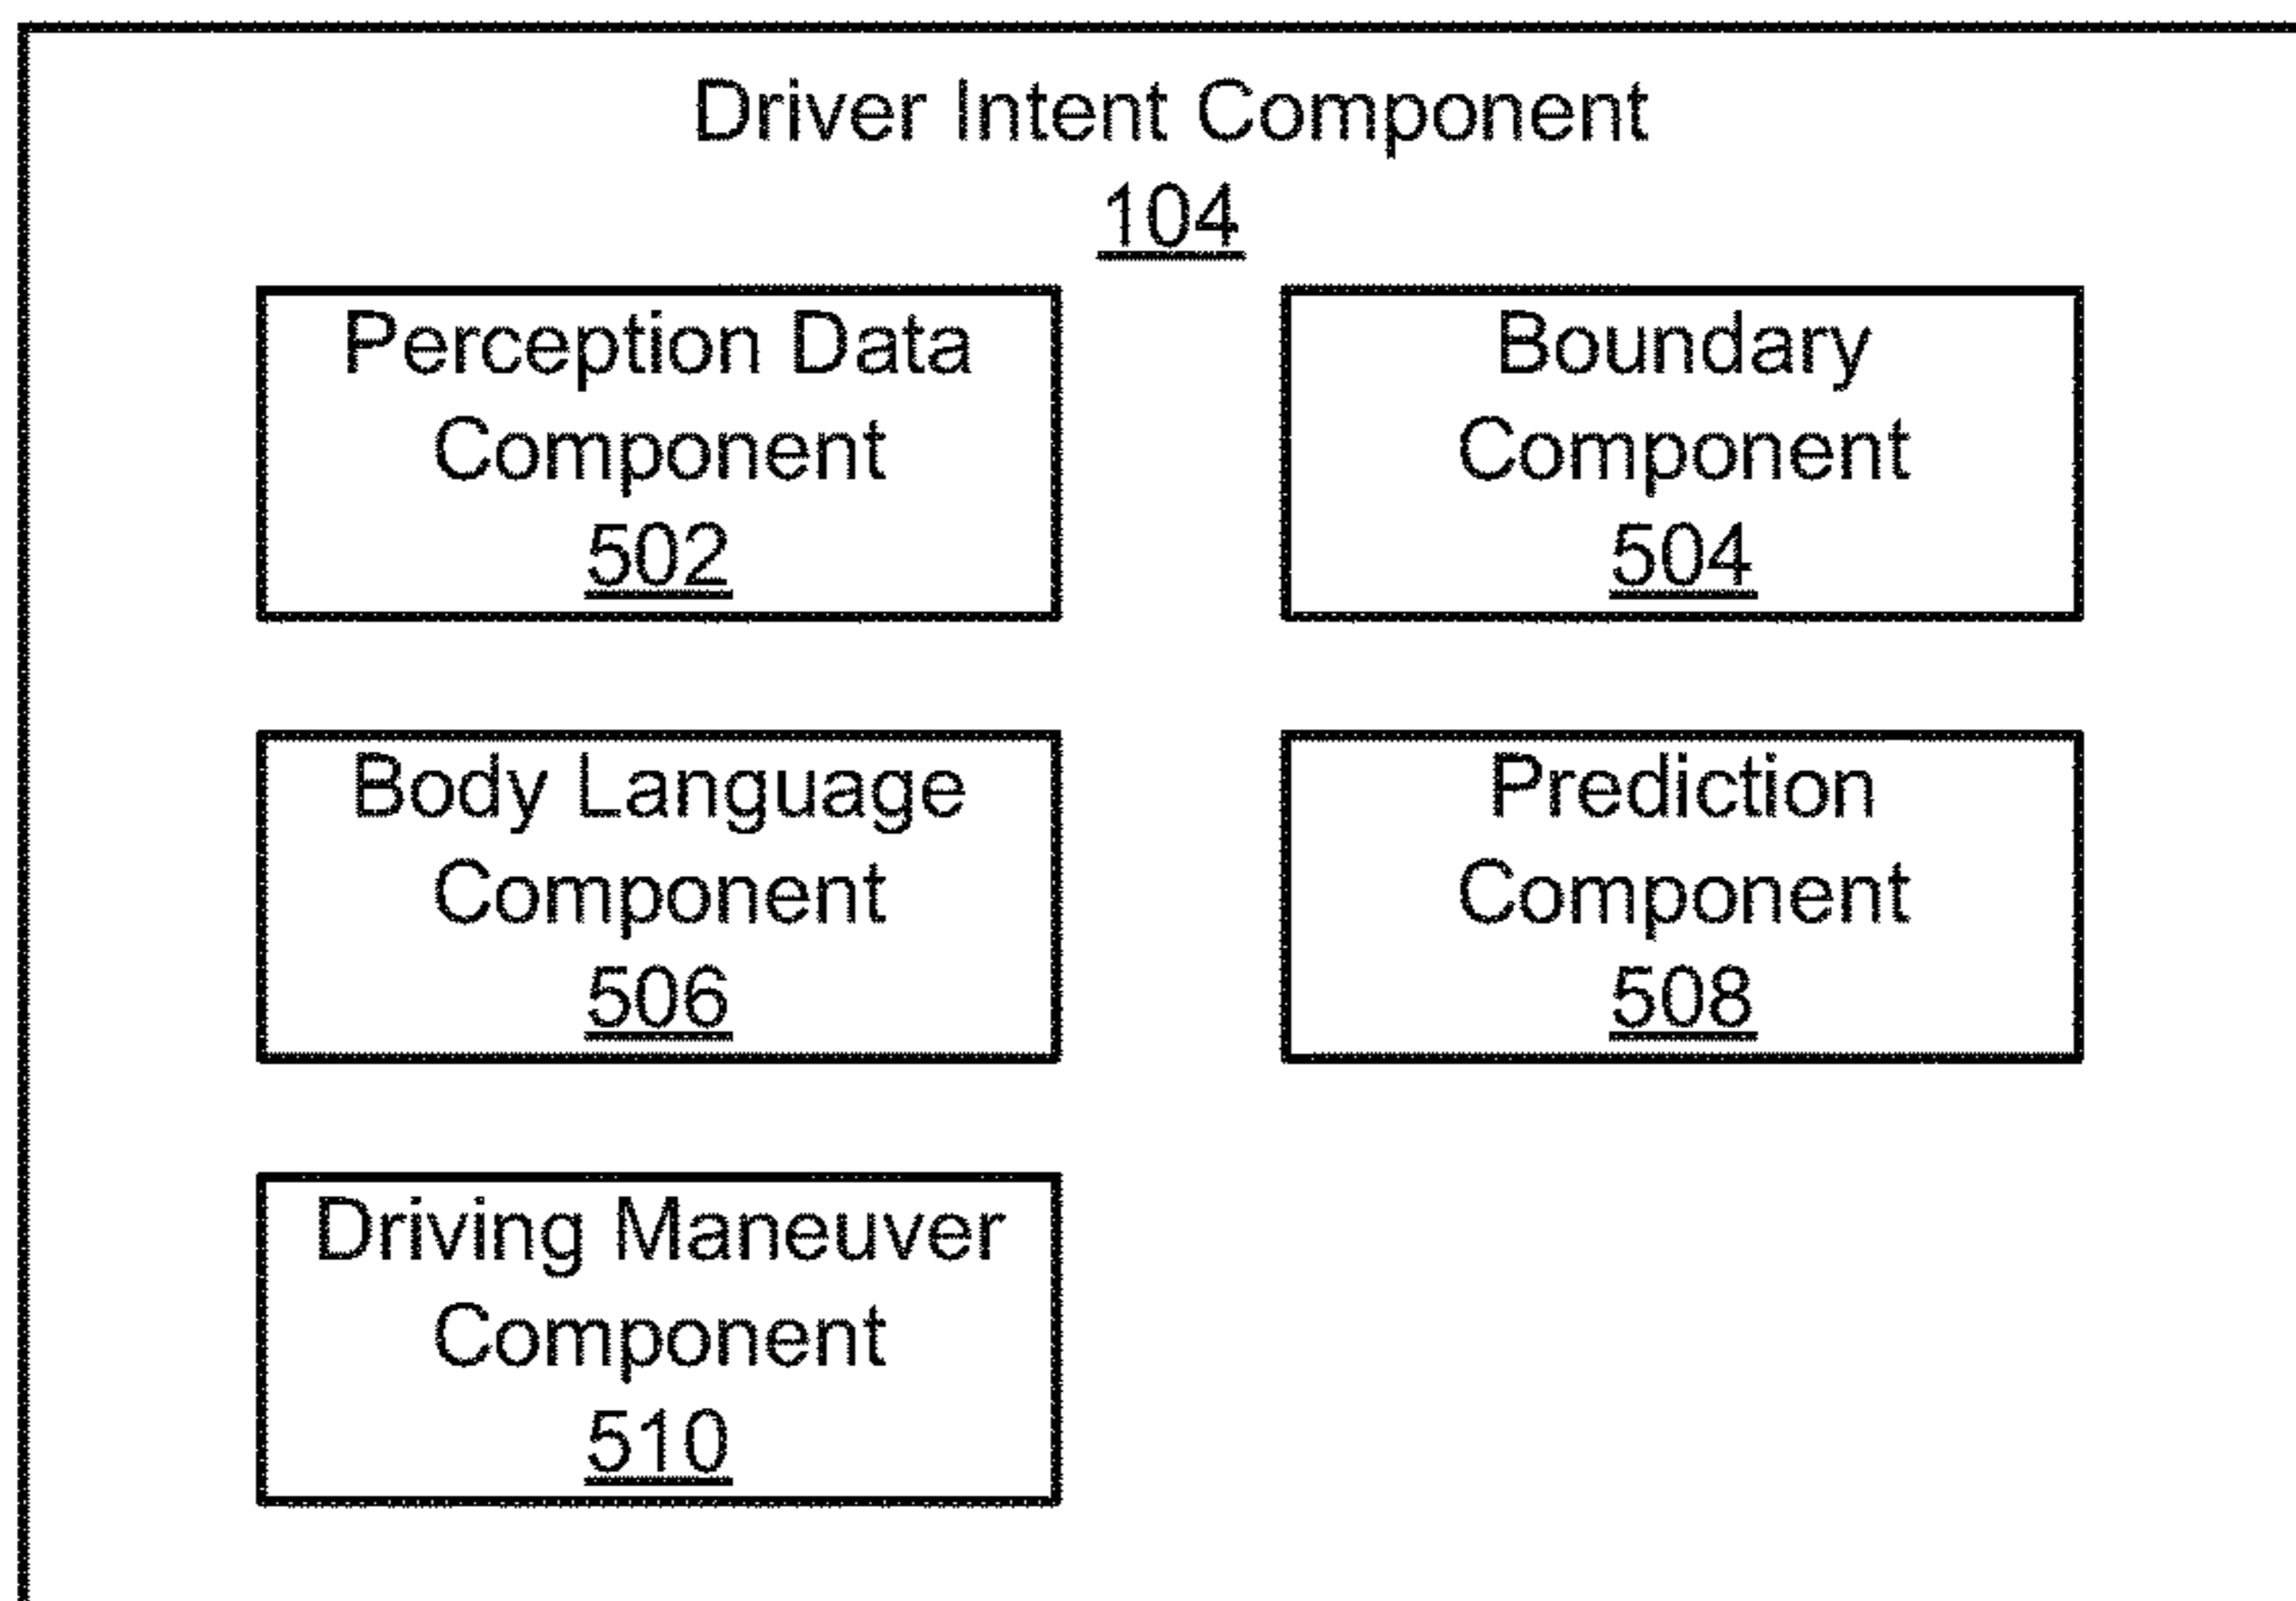 Driver Intent Component
104
Perception Data
Component
502
Boundary
Component
504
Body Language
Component
506
Prediction
Component
508
Driving Maneuver
Component
510